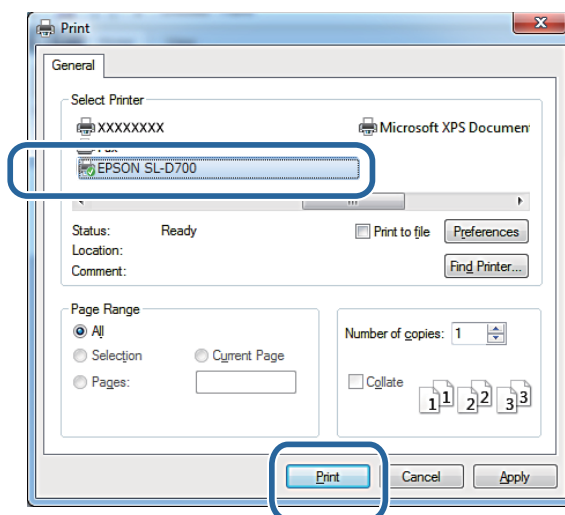 Print
General
Select Printer
XXXXXXXX
Microsoft XPS Documen
Fax
EPSON SL-D700
Status: Ready
Print to file
Preferences
Location:
Comment:
Find Printer...
Page Range
All
Selection
Current Page
Pages:
Number of copies: 1
Collate
1 1 2 2 3 3
Print
Cancel
Apply